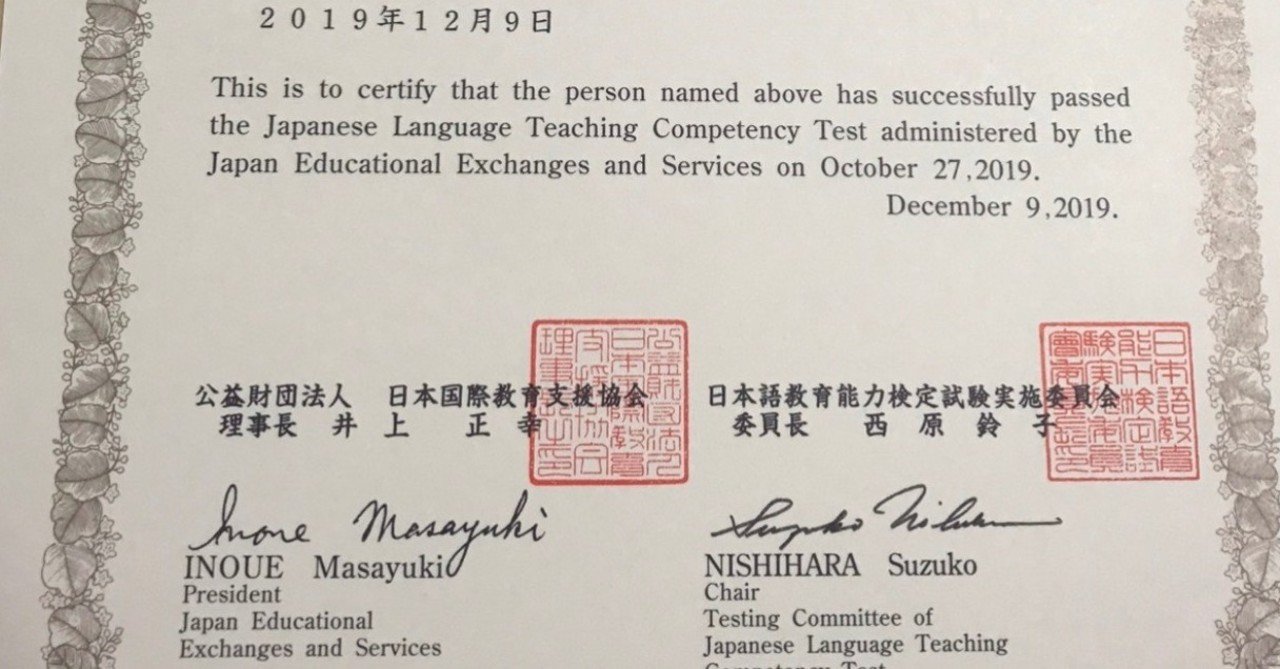 2019年12月9日
This is to certify that the person named above has successfully passed
the Japanese Language Teaching Competency Test administered by the
Japan Educational Exchanges and Services on October 27,2019.
December 9,2019.
公益財団法人 日本国際教育支援協会
理事長 井上 正幸
日本語教育能力検定試験実施委員会
委員長 西原鈴子
Inoue Masayuki
Suzuko Nishihara
INOUE Masayuki
President
Japan Educational
Exchanges and Services
NISHIHARA Suzuko
Chair
Testing Committee of
Japanese Language Teaching
Competency Test